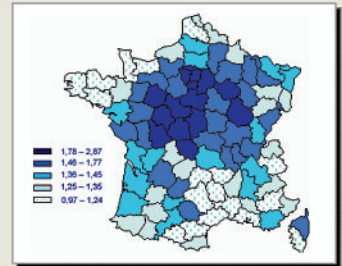 1,78 – 2,87
1,46 – 1,77
1,36 – 1,45
1,25 – 1,35
0,97 – 1,24